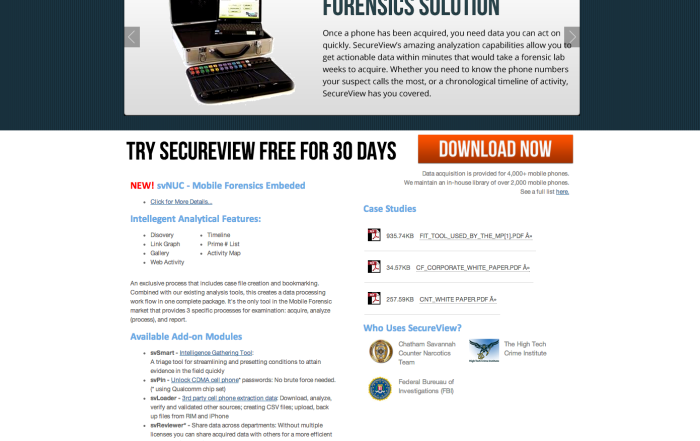 FORENSICS SOLUTION
Once a phone has been acquired, you need data you can act on
quickly. SecureView's amazing analyzation capabilities allow you to
get actionable data within minutes that would take a forensic lab
weeks to acquire. Whether you need to know the phone numbers
your suspect calls the most, or a chronological timeline of activity,
SecureView has you covered.
TRY SECUREVIEW FREE FOR 30 DAYS
DOWNLOAD NOW
Data acquisition is provided for 4,000+ mobile phones.
We maintain an in-house library of over 2,000 mobile phones.
See a full list here.
NEW! svNUC - Mobile Forensics Embeded
• Click for More Details...
Intellegent Analytical Features:
• Disovery
• Link Graph
• Gallery
• Web Activity
• Timeline
• Prime # List
• Activity Map
An exclusive process that includes case file creation and bookmarking.
Combined with our existing analysis tools, this creates a data processing
work flow in one complete package. It's the only tool in the Mobile Forensic
market that provides 3 specific processes for examination: acquire, analyze
(process), and report.
Available Add-on Modules
• svSmart - Intelligence Gathering Tool:
A triage tool for streamlining and presetting conditions to attain
evidence in the field quickly
• svPin - Unlock CDMA cell phone* passwords: No brute force needed.
(* using Qualcomm chip set)
• svLoader - 3rd party cell phone extraction data: Download, analyze,
verify and validated other sources; creating CSV files; upload, back
up files from RIM and iPhone
• svReviewer* - Share data across departments: Without multiple
licenses you can share acquired data with others for a more efficient
Case Studies
935.74KB FIT_TOOL_USED_BY_THE_MP[1].PDF Â»
34.57KB CF_CORPORATE_WHITE_PAPER.PDF Â»
257.59KB CNT_WHITE PAPER.PDF Â»
Who Uses SecureView?
Chatham Savannah
Counter Narcotics
Team
The High Tech
Crime Institute
Federal Bureuau of
Investigations (FBI)